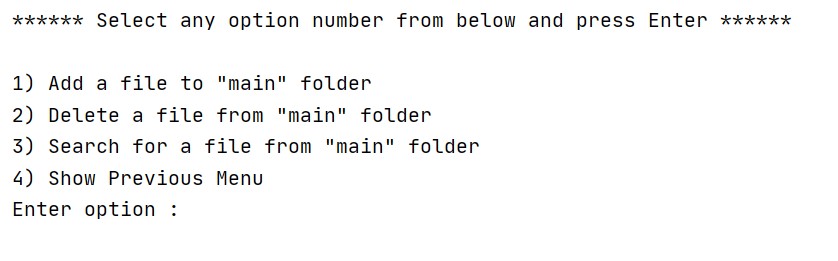 ****** Select any option number from below and press Enter ******
1) Add a file to "main" folder
2) Delete a file from "main" folder
3) Search for a file from "main" folder
4) Show Previous Menu
Enter option :